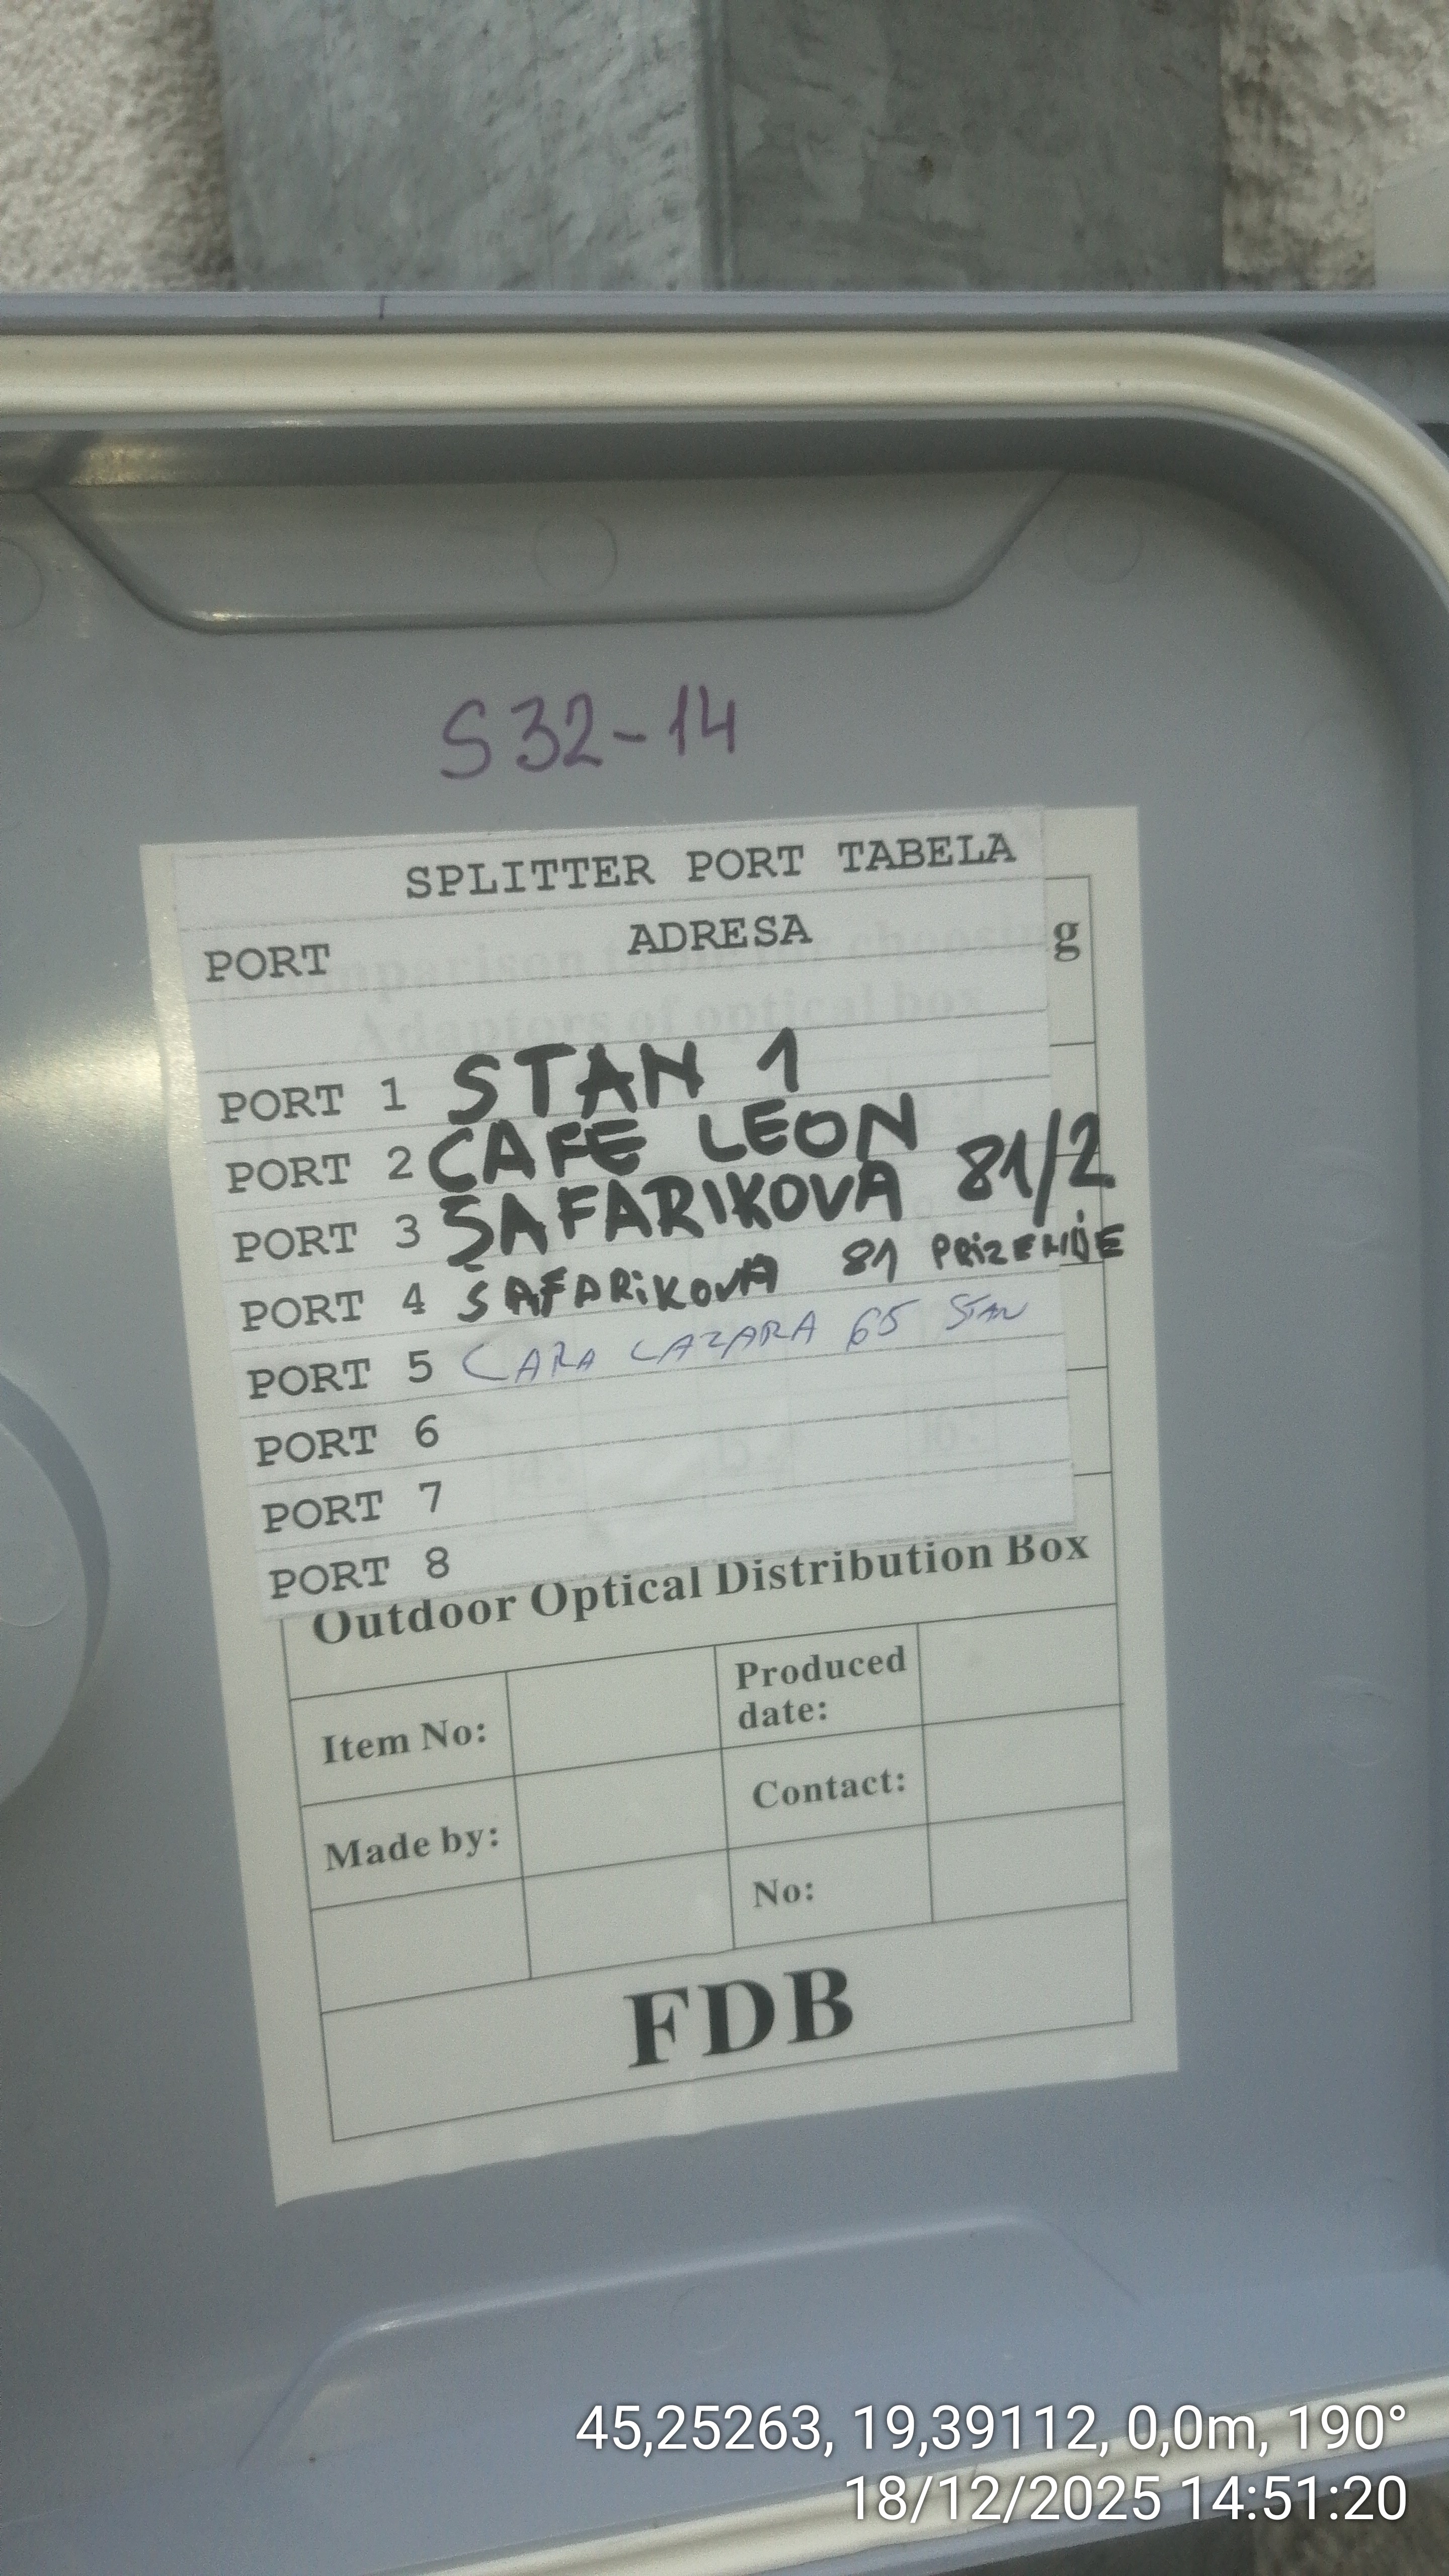 S32-14
SPLITTER PORT TABELA
PORT ADRESA
PORT 1 STAN 1
PORT 2 CAFE LEON
PORT 3 ŠAFARIKOVA 81/2
PORT 4 ŠAFARiKOVA 81 PRiZEMJE
PORT 5 CARA LAZARA 65 STAN
PORT 6
PORT 7
PORT 8
g
Outdoor Optical Distribution Box
Item No:
Produced date:
Made by:
Contact:
No:
FDB
45,25263, 19,39112, 0,0m, 190°
18/12/2025 14:51:20